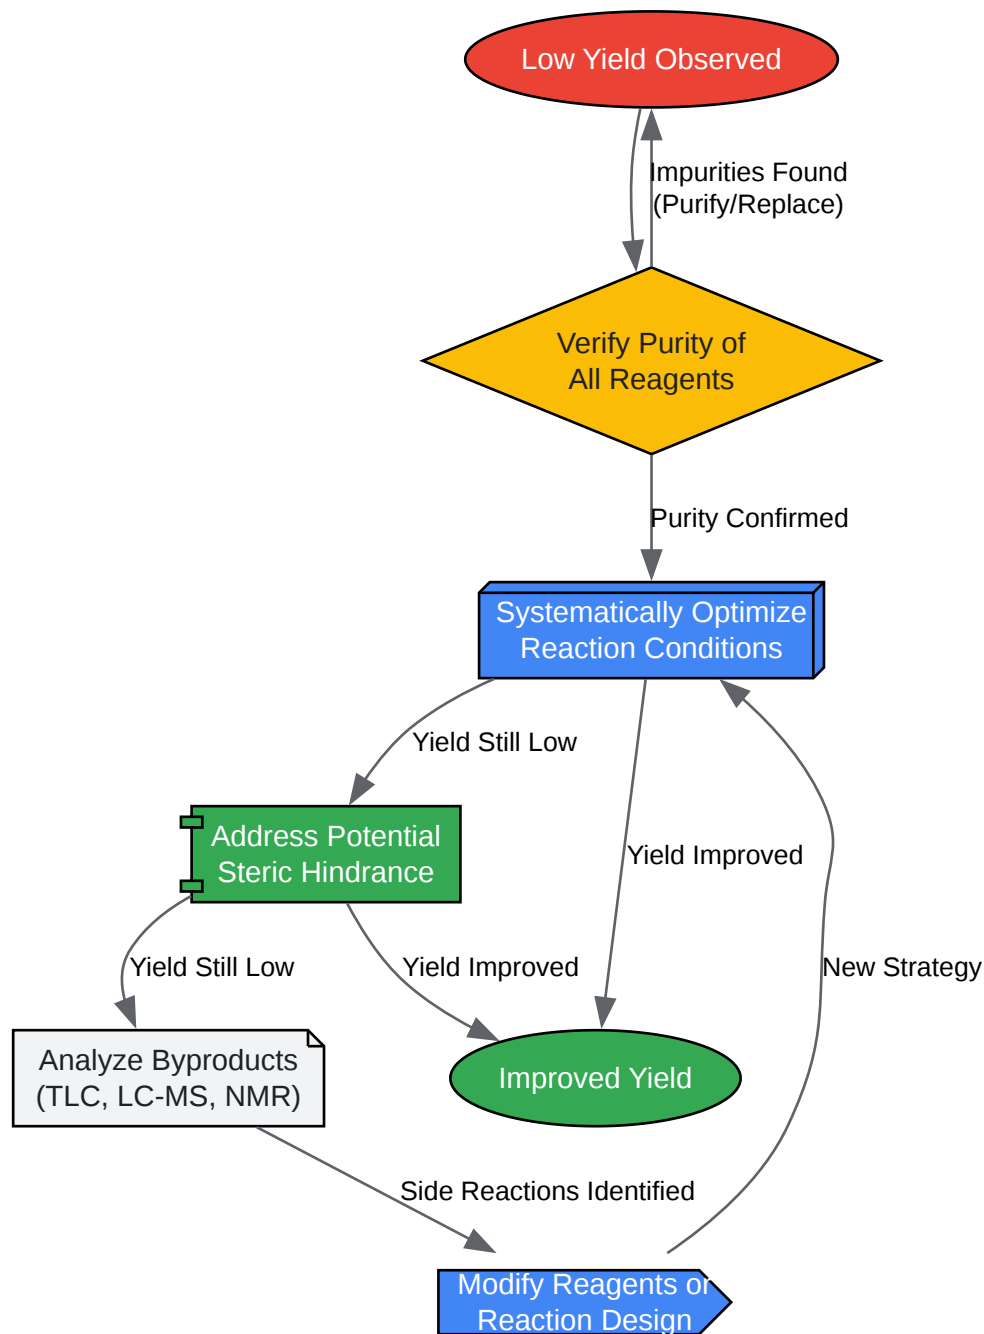 Low Yield Observed
Impurities Found
(Purify/Replace)
Verify Purity of
All Reagents
Purity Confirmed
Systematically Optimize
Reaction Conditions
Yield Still Low
Address Potential
Steric Hindrance
Yield Improved
Yield Still Low
Yield Improved
New Strategy
Analyze Byproducts
(TLC, LC-MS, NMR)
Improved Yield
Side Reactions Identified
Modify Reagents or
Reaction Design